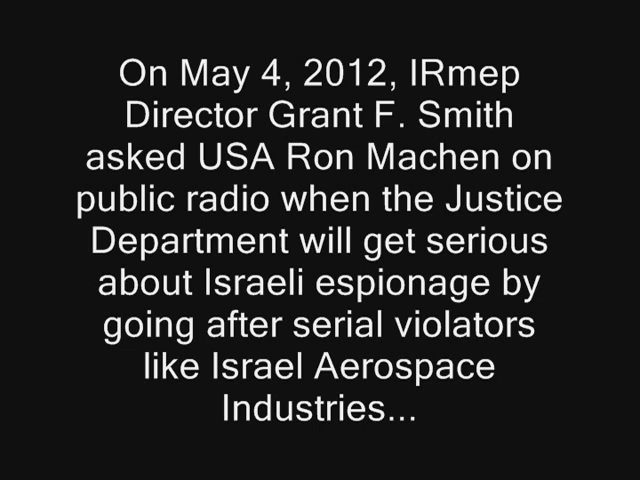 On May 4, 2012, IRmep
Director Grant F. Smith
asked USA Ron Machen on
public radio when the Justice
Department will get serious
about Israeli espionage by
going after serial violators
like Israel Aerospace
Industries...